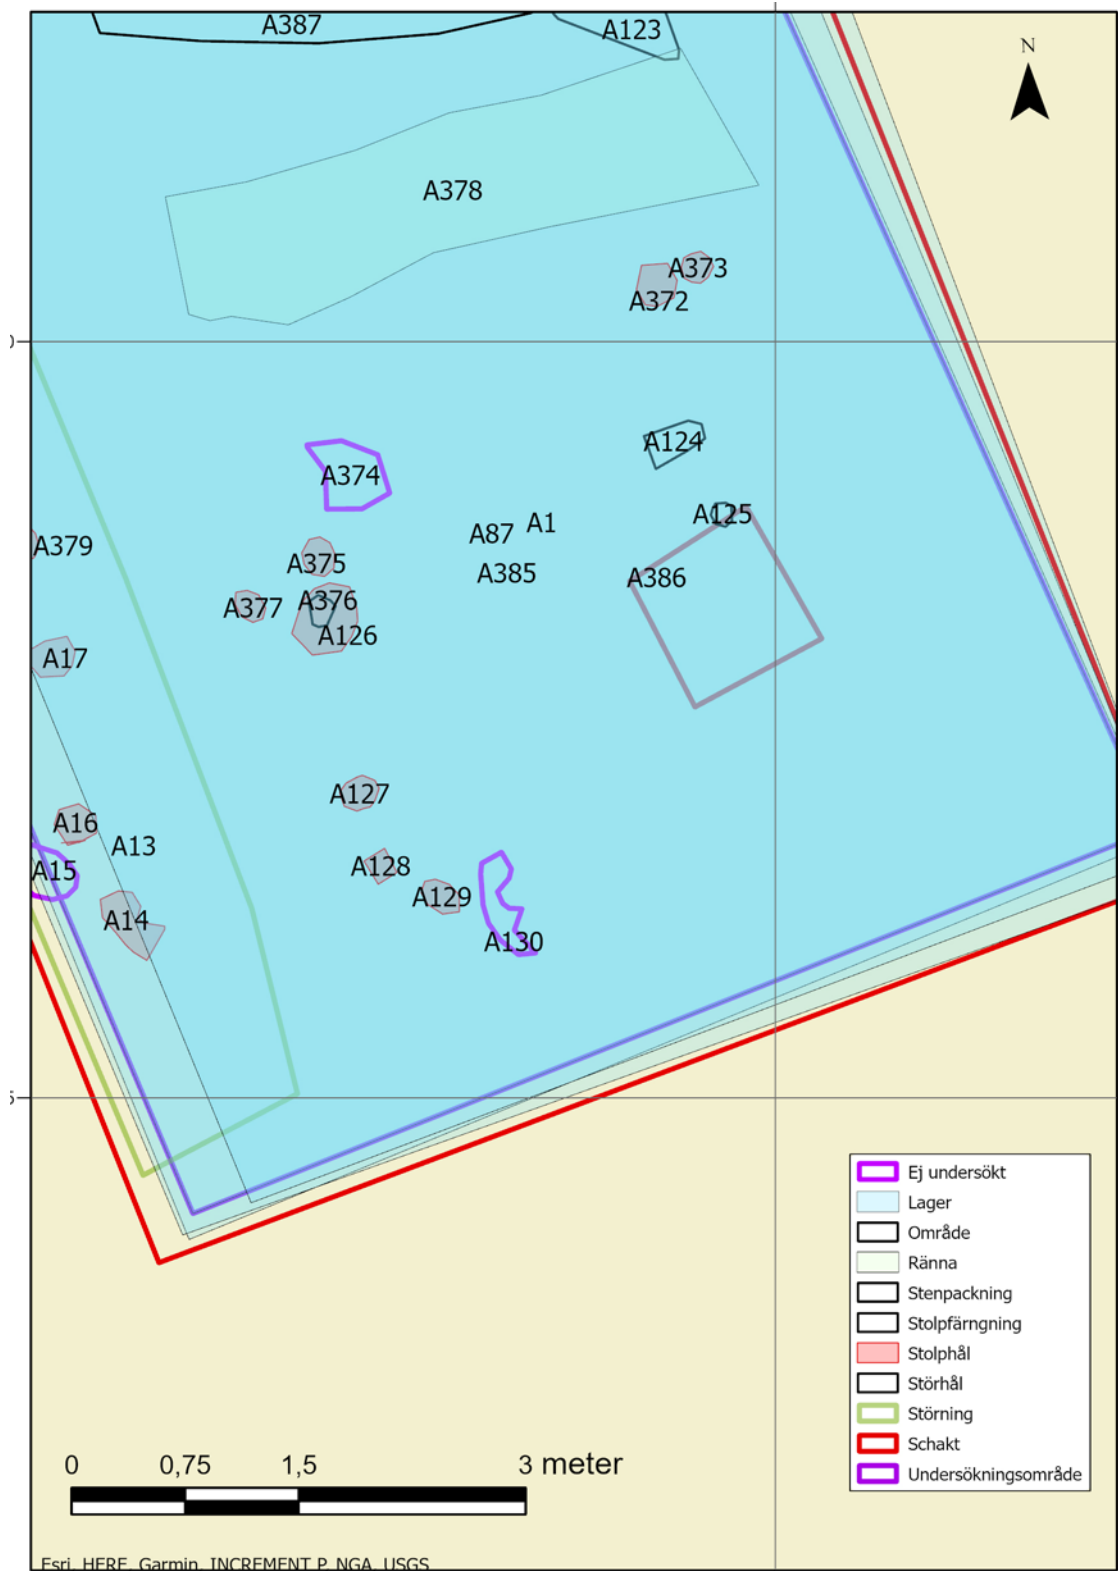 A387
A123
N
A378
A373
A372
0
A374
A124
A125
A1
A87
A379
A375
A385
A386
A376
A377
A126
A17
A127
A16
A13
A128
A15
A129
A14
A130
5
Ej undersökt
Lager
Område
Ränna
Stenpackning
Stolpfärngning
Stolphål
Störhål
Störning
Schakt
Undersökningsområde
0 0,75 1,5 3 meter
Esri, HERE, Garmin, INCREMENT P, NGA, USGS